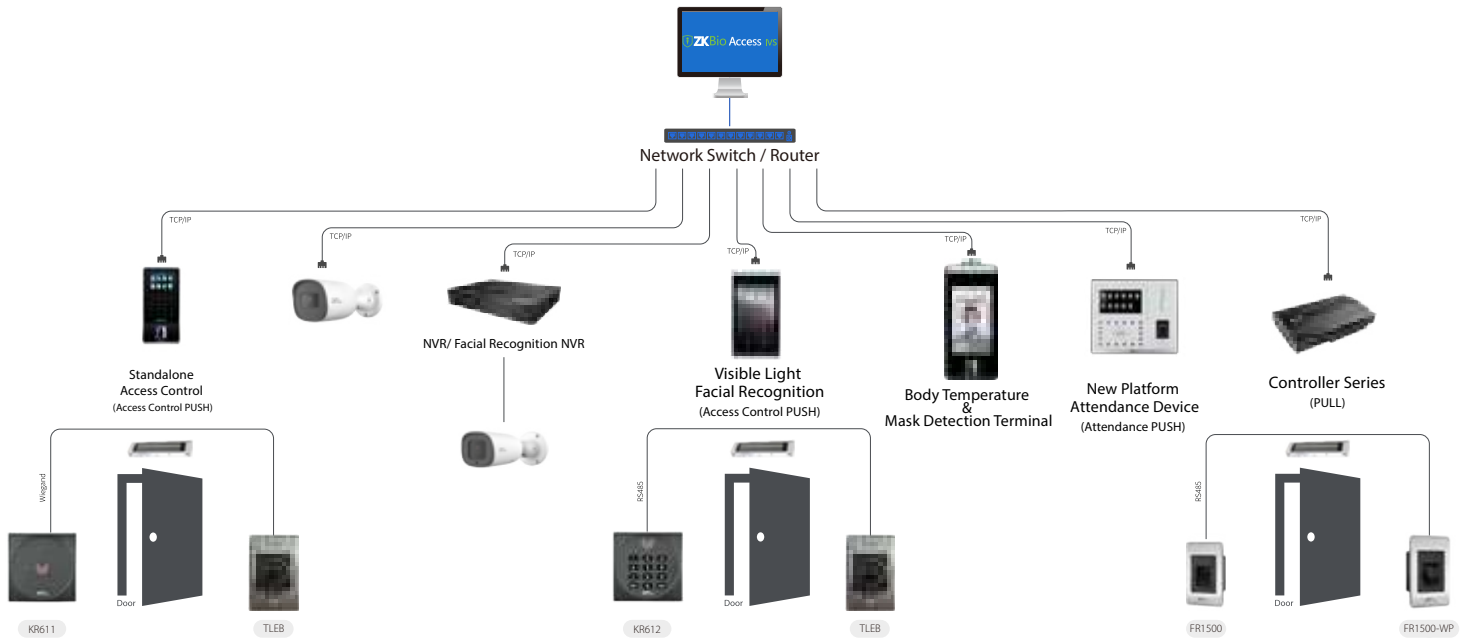 ZKBio Access IVS
Network Switch / Router
TCP/IP
TCP/IP
TCP/IP
TCP/IP
TCP/IP
TCP/IP
TCP/IP
NVR/ Facial Recognition NVR
Standalone
Access Control
(Access Control PUSH)
Visible Light
Facial Recognition
(Access Control PUSH)
Body Temperature
&
Mask Detection Terminal
New Platform
Attendance Device
(Attendance PUSH)
Controller Series
(PULL)
Wiegand
Door
KR611
TLEB
RS485
Door
KR612
TLEB
RS485
Door
FR1500
FR1500-WP